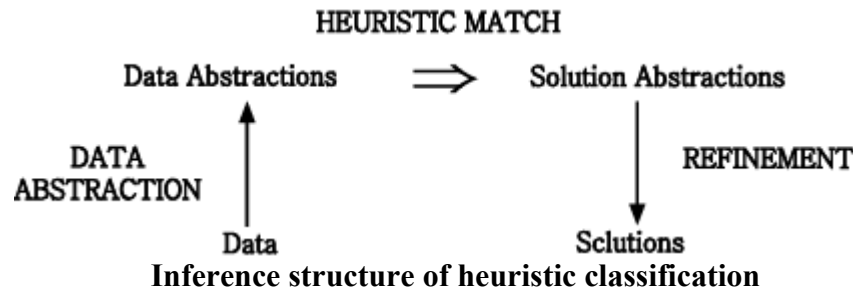 HEURISTIC MATCH
Data Abstractions ⇒ Solution Abstractions
DATA
ABSTRACTION
REFINEMENT
Data
Sclutions
Inference structure of heuristic classification